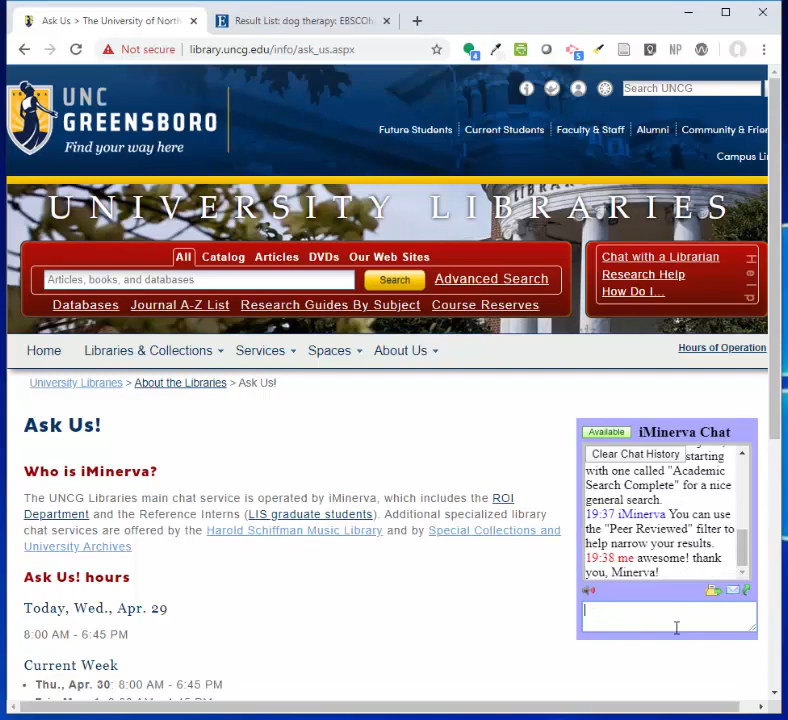 Ask Us > The University of North
Result List: dog therapy: EBSCOh
Not secure | library.uncg.edu/info/ask_us.aspx
4
5
NP
UNC
GREENSBORO
Find your way here
Search UNCG
Future Students
Current Students
Faculty & Staff
Alumni
Community & Frien
Campus Li
UNIVERSITY LIBRARIES
All
Catalog
Articles
DVDs
Our Web Sites
Articles, books, and databases
Search
Advanced Search
Databases
Journal A-Z List
Research Guides By Subject
Course Reserves
Chat with a Librarian
Research Help
How Do I...
Help
Home
Libraries & Collections
Services
Spaces
About Us
Hours of Operation
University Libraries > About the Libraries > Ask Us!
Ask Us!
Who is iMinerva?
The UNCG Libraries main chat service is operated by iMinerva, which includes the ROI
Department and the Reference Interns (LIS graduate students). Additional specialized library
chat services are offered by the Harold Schiffman Music Library and by Special Collections and
University Archives
Ask Us! hours
Today, Wed., Apr. 29
8:00 AM - 6:45 PM
Current Week
Thu., Apr. 30: 8:00 AM - 6:45 PM
Available
iMinerva Chat
Clear Chat History
starting
with one called "Academic
Search Complete" for a nice
general search.
19:37 iMinerva You can use
the "Peer Reviewed" filter to
help narrow your results.
19:38 me awesome! thank
you, Minerva!